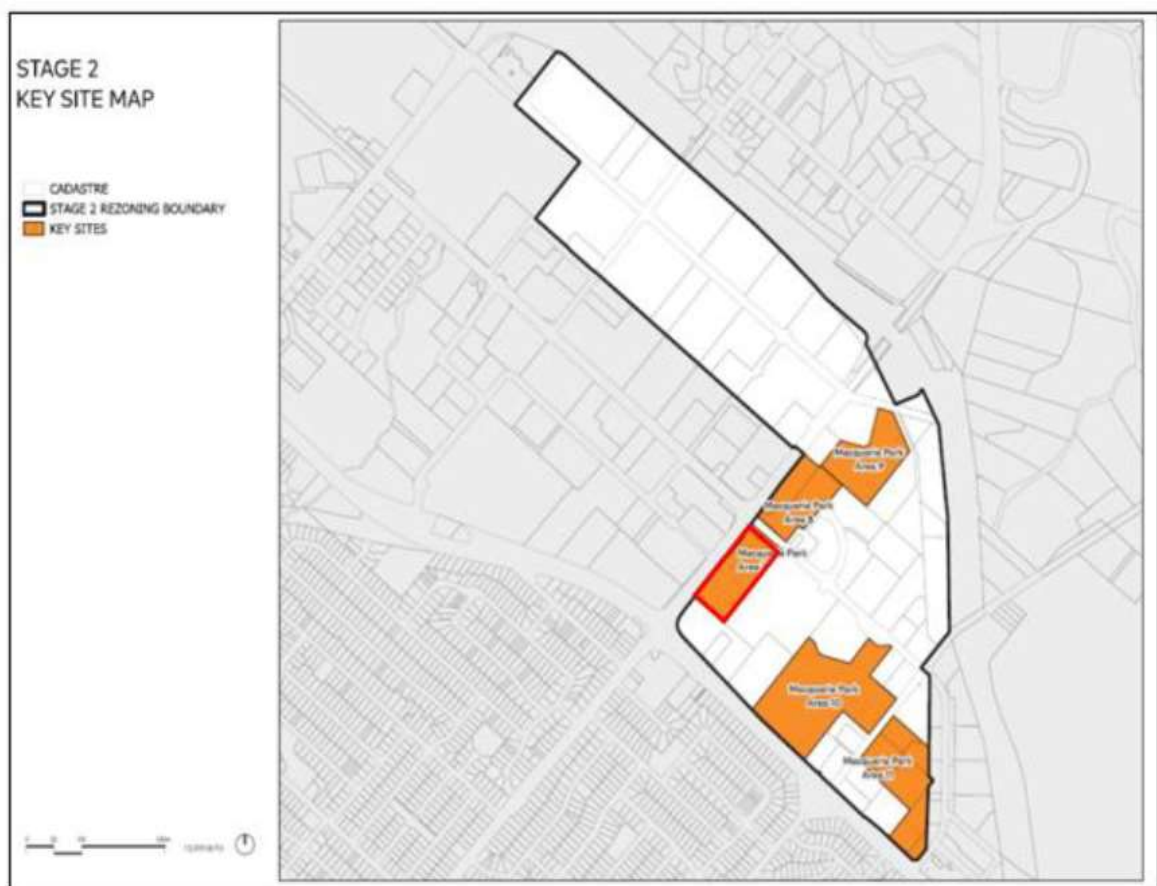 STAGE 2
KEY SITE MAP
CADASTRE
STAGE 2 REZONING BOUNDARY
KEY SITES
Macquarie Park
Area 9
Macquarie Park
Area 8
Macquarie Park
Area
Macquarie Park
Area 10
Macquarie Park
Area 11